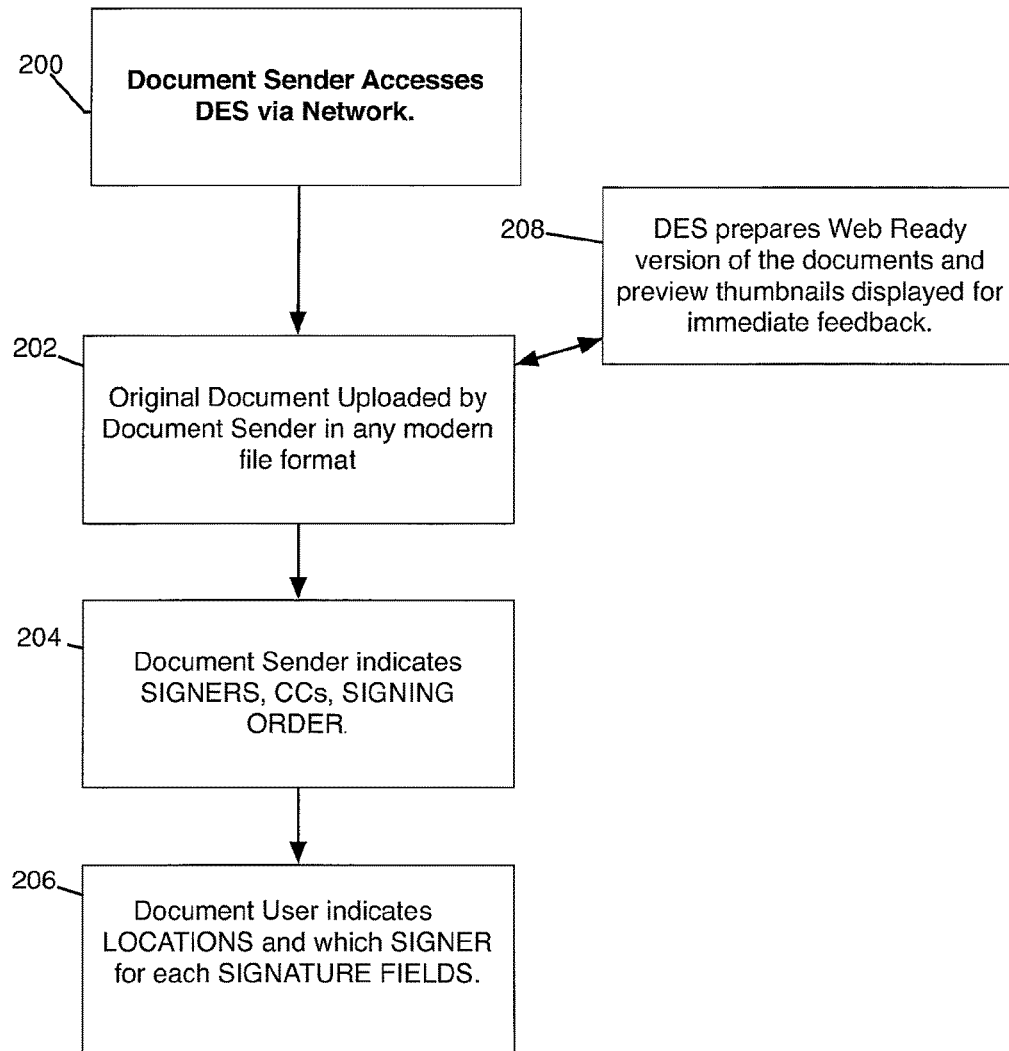 200
Document Sender Accesses
DES via Network.
208
DES prepares Web Ready
version of the documents and
preview thumbnails displayed for
immediate feedback.
202
Original Document Uploaded by
Document Sender in any modern
file format
204
Document Sender indicates
SIGNERS, CCs, SIGNING
ORDER.
206
Document User indicates
LOCATIONS and which SIGNER
for each SIGNATURE FIELDS.